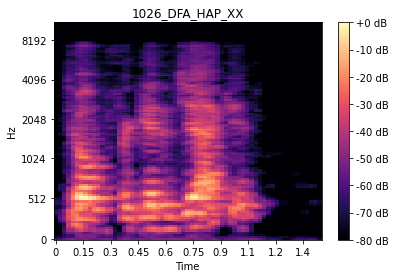 1026_DFA_HAP_XX
+0 dB
8192
-10 dB
4096
-20 dB
-30 dB
2048
Hz
-40 dB
1024
-50 dB
512
-60 dB
-70 dB
0
-80 dB
0 0.15 0.3 0.45 0.6 0.75 0.9 1.1 1.2 1.4
Time